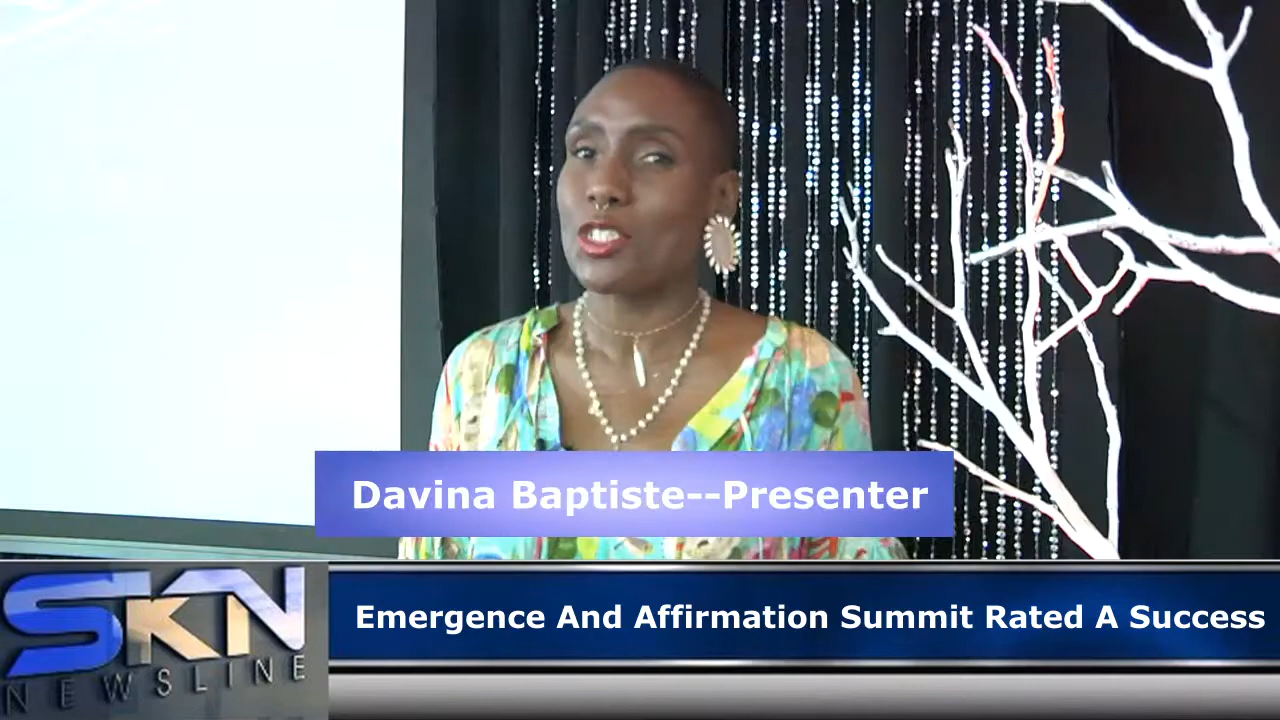 Davina Baptiste--Presenter
Emergence And Affirmation Summit Rated A Success
SKN
NEWSLINE